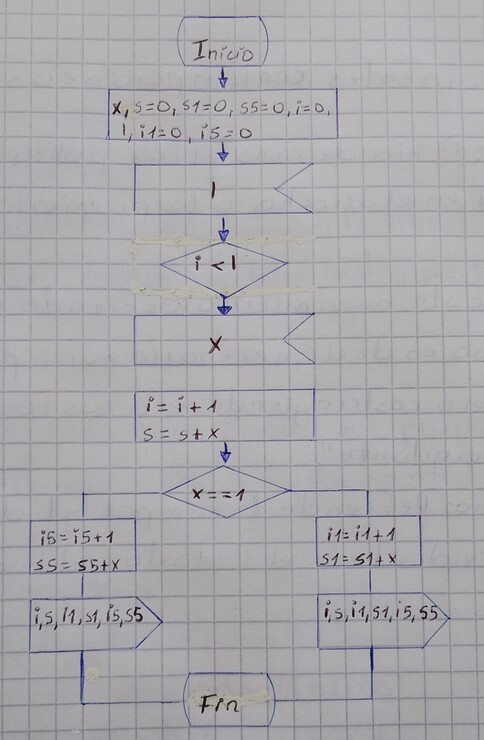 Inicio
x, s=0, s1=0, s5=0, i=0,
l, i1=0, i5=0
l
i < l
x
i = i + 1
s = s + x
x == 1
i5 = i5 + 1
s5 = s5 + x
i1 = i1 + 1
s1 = s1 + x
i, s, i1, s1, i5, s5
i, s, i1, s1, i5, s5
Fin